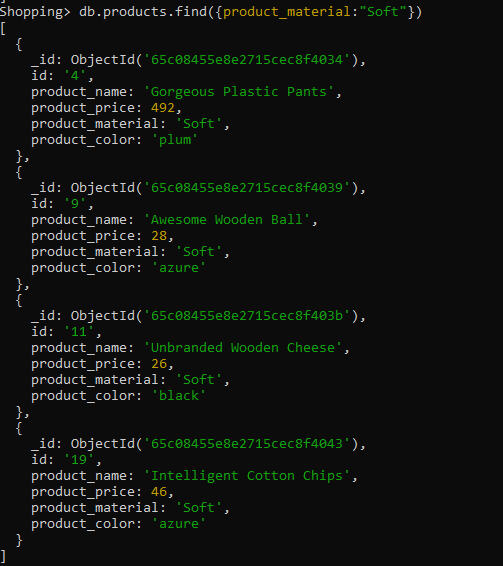 Shopping> db.products.find({product_material:"Soft"})
[
  {
    _id: ObjectId('65c08455e8e2715cec8f4034'),
    id: '4',
    product_name: 'Gorgeous Plastic Pants',
    product_price: 492,
    product_material: 'Soft',
    product_color: 'plum'
  },
  {
    _id: ObjectId('65c08455e8e2715cec8f4039'),
    id: '9',
    product_name: 'Awesome Wooden Ball',
    product_price: 28,
    product_material: 'Soft',
    product_color: 'azure'
  },
  {
    _id: ObjectId('65c08455e8e2715cec8f403b'),
    id: '11',
    product_name: 'Unbranded Wooden Cheese',
    product_price: 26,
    product_material: 'Soft',
    product_color: 'black'
  },
  {
    _id: ObjectId('65c08455e8e2715cec8f4043'),
    id: '19',
    product_name: 'Intelligent Cotton Chips',
    product_price: 46,
    product_material: 'Soft',
    product_color: 'azure'
  }
]